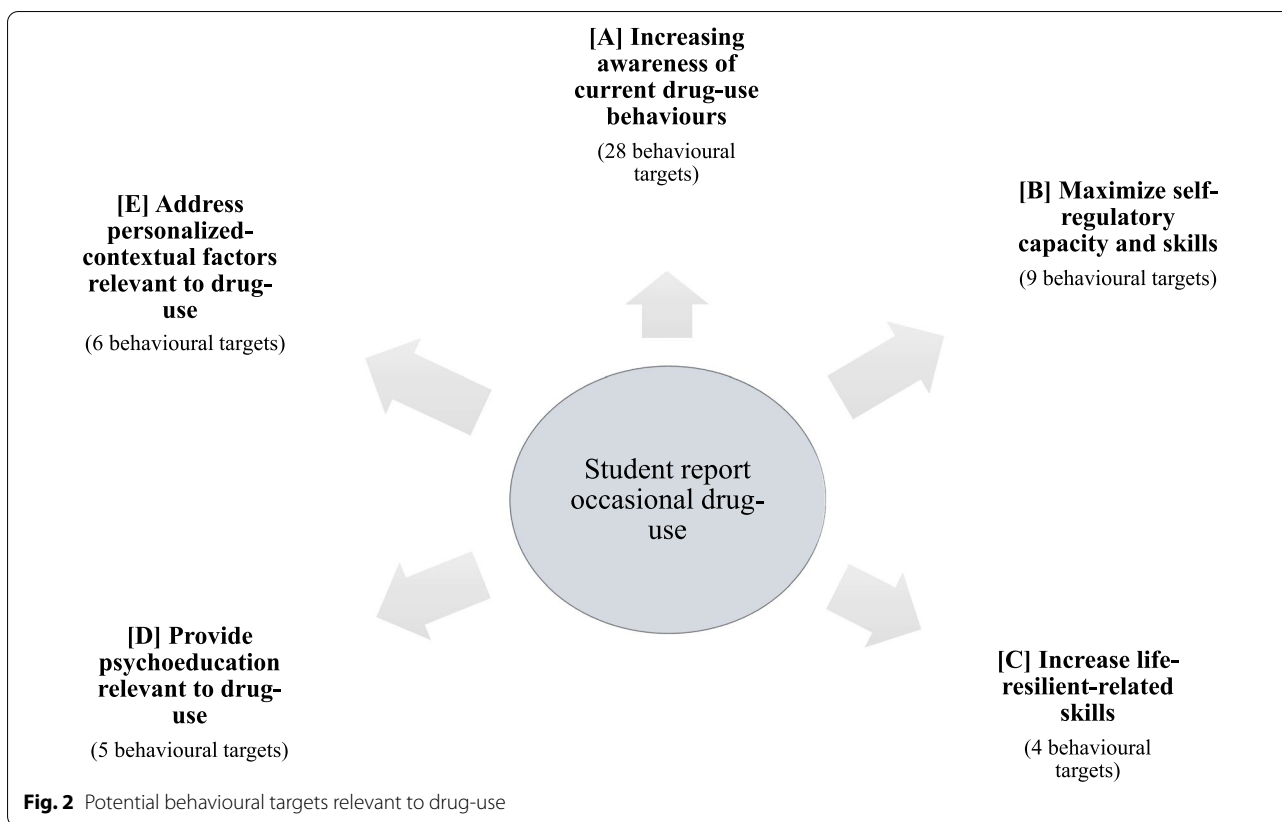 [A] Increasing
awareness of
current drug-use
behaviours
(28 behavioural
targets)
[B] Maximize self-
regulatory
capacity and skills
(9 behavioural targets)
[C] Increase life-
resilient-related
skills
(4 behavioural
targets)
[D] Provide
psychoeducation
relevant to drug-
use
(5 behavioural targets)
[E] Address
personalized-
contextual factors
relevant to drug-
use
(6 behavioural targets)
Student report
occasional drug-
use
Fig. 2 Potential behavioural targets relevant to drug-use